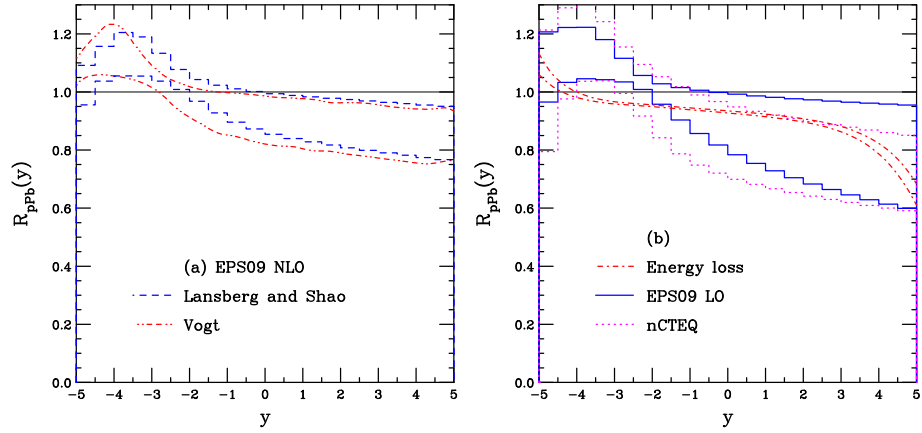 1.2
1.0
0.8
0.6
0.4
0.2
0.0
R_pPb(y)
(a) EPS09 NLO
Lansberg and Shao
Vogt
-5 -4 -3 -2 -1 0 1 2 3 4 5
y
1.2
1.0
0.8
0.6
0.4
0.2
0.0
R_pPb(y)
(b)
Energy loss
EPS09 LO
nCTEQ
-5 -4 -3 -2 -1 0 1 2 3 4 5
y